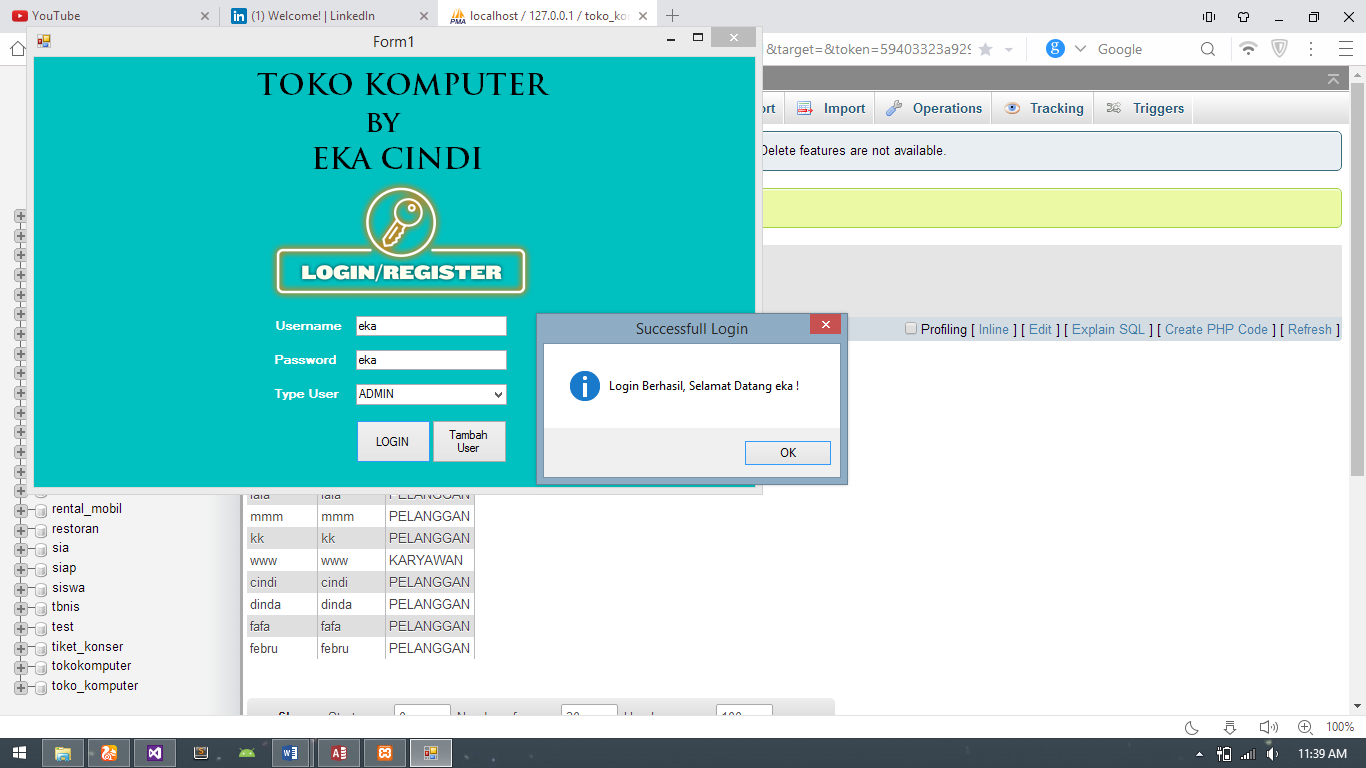 YouTube
(1) Welcome! | LinkedIn
localhost / 127.0.0.1 / toko_ko
Form1
&target=&token=59403323a929
Google
TOKO KOMPUTER
BY
EKA CINDI
LOGIN/REGISTER
Import
Operations
Tracking
Triggers
Delete features are not available.
Username
eka
Password
eka
Type User
ADMIN
LOGIN
Tambah
User
Successfull Login
Login Berhasil, Selamat Datang eka !
OK
Profiling [ Inline ] [ Edit ] [ Explain SQL ] [ Create PHP Code ] [ Refresh ]
rental_mobil
restoran
sia
siap
siswa
tbnis
test
tiket_konser
tokokomputer
toko_komputer
PELANGGAN
mmm mmm PELANGGAN
kk kk PELANGGAN
www www KARYAWAN
cindi cindi PELANGGAN
dinda dinda PELANGGAN
fafa fafa PELANGGAN
febru febru PELANGGAN
100%
11:39 AM